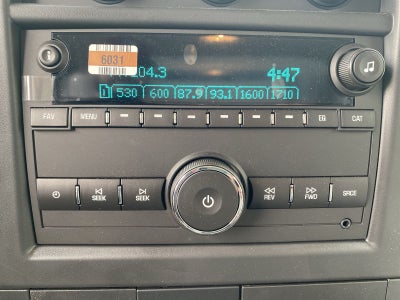 6031
104.3 4:47
1 530 600 87.9 93.1 1600 1710
FAV MENU EQ CAT
SEEK SEEK REV FWD SRCE